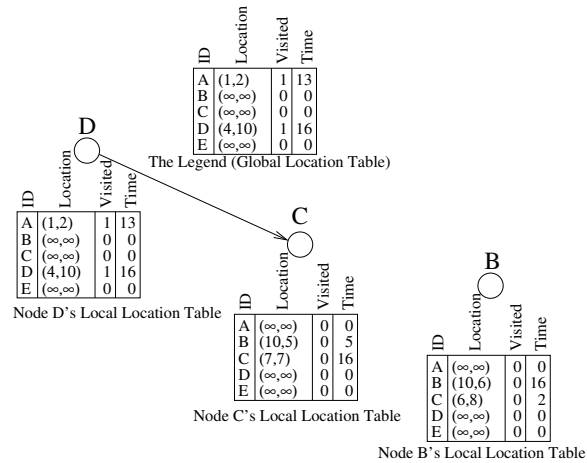 ID Location Visited Time
A (1,2) 1 13
B (∞,∞) 0 0
C (∞,∞) 0 0
D (4,10) 1 16
E (∞,∞) 0 0
The Legend (Global Location Table)
D
ID Location Visited Time
A (1,2) 1 13
B (∞,∞) 0 0
C (∞,∞) 0 0
D (4,10) 1 16
E (∞,∞) 0 0
Node D's Local Location Table
C
ID Location Visited Time
A (∞,∞) 0 0
B (10,5) 0 5
C (7,7) 0 16
D (∞,∞) 0 0
E (∞,∞) 0 0
Node C's Local Location Table
B
ID Location Visited Time
A (∞,∞) 0 0
B (10,6) 0 16
C (6,8) 0 2
D (∞,∞) 0 0
E (∞,∞) 0 0
Node B's Local Location Table